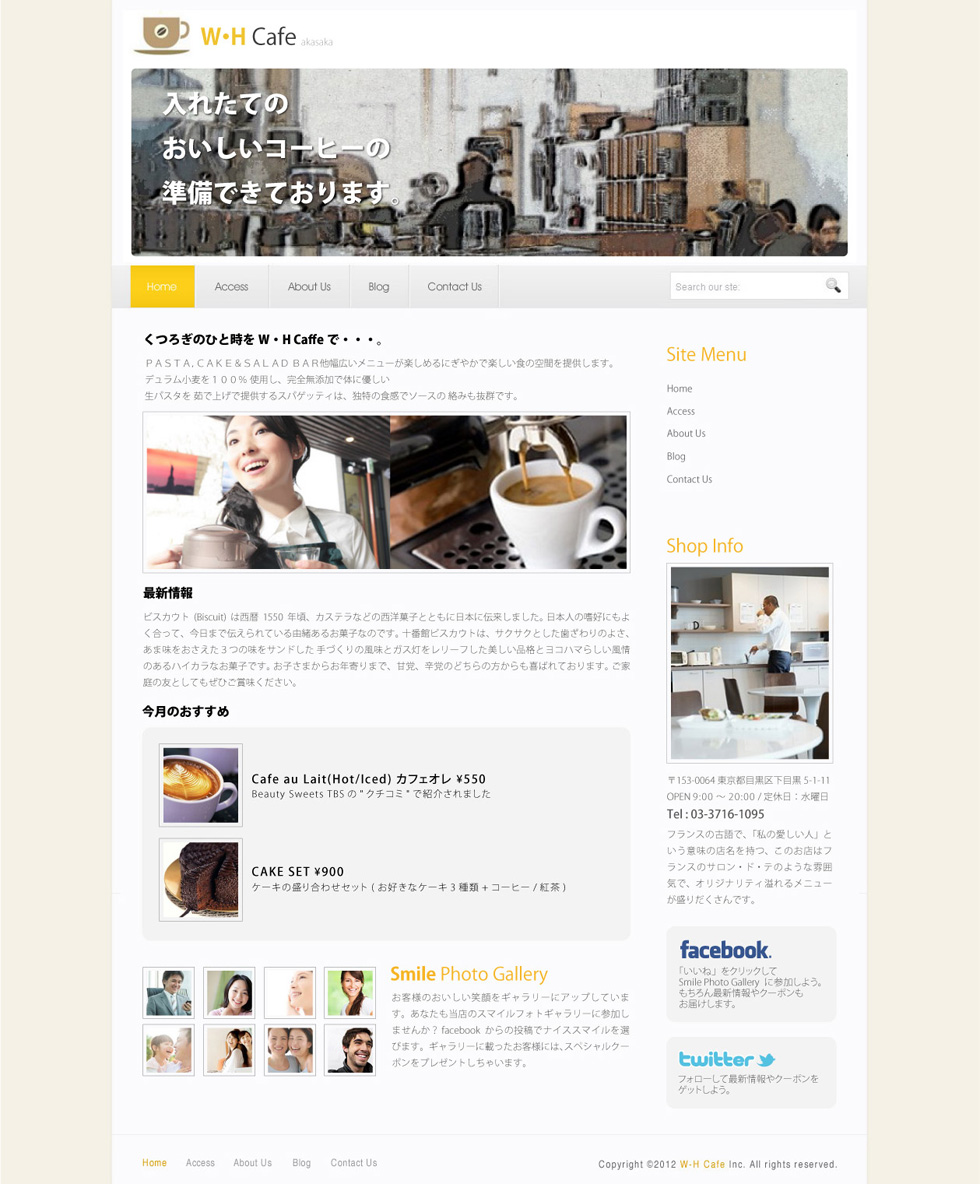 W•H Cafe akasaka
入れたての
おいしいコーヒーの
準備できております。
Home Access About Us Blog Contact Us Search our ste:
くつろぎのひと時を W・H Caffe で・・・。
ＰＡＳＴＡ, ＣＡＫＥ＆ＳＡＬＡＤ ＢＡＲ他幅広いメニューが楽しめるにぎやかで楽しい食の空間を提供します。
デュラム小麦を１００％ 使用し、完全無添加で体に優しい
生パスタを 茹で上げで提供するスパゲッティは、独特の食感でソースの 絡みも抜群です。
最新情報
ビスカウト (Biscuit) は西暦 1550 年頃、カステラなどの西洋菓子とともに日本に伝来しました。日本人の嗜好にもよ
く合って、今日まで伝えられている由緒あるお菓子なのです。十番館ビスカウトは、サクサクとした歯ざわりのよさ、
あま味をおさえた３つの味をサンドした 手づくりの風味とガス灯をレリーフした美しい品格とヨコハマらしい風情
のあるハイカラなお菓子です。お子さまからお年寄りまで、甘党、辛党のどちらの方からも喜ばれております。ご家
庭の友としてもぜひご賞味ください。
今月のおすすめ
Cafe au Lait(Hot/Iced) カフェオレ ¥550
Beauty Sweets TBS の " クチコミ " で紹介されました
CAKE SET ¥900
ケーキの盛り合わせセット ( お好きなケーキ 3 種類 + コーヒー / 紅茶 )
Smile Photo Gallery
お客様のおいしい笑顔をギャラリーにアップしていま
す。あなたも当店のスマイルフォトギャラリーに参加し
ませんか？ facebook からの投稿でナイススマイルを選
びます。ギャラリーに載ったお客様には、スペシャルクー
ポンをプレゼントしちゃいます。
Site Menu
Home
Access
About Us
Blog
Contact Us
Shop Info
D
〒153-0064 東京都目黒区下目黒 5-1-11
OPEN 9:00 〜 20:00 / 定休日：水曜日
Tel : 03-3716-1095
フランスの古語で、「私の愛しい人」と
いう意味の店名を持つ、このお店はフ
ランスのサロン・ド・テのような雰囲
気で、オリジナリティ溢れるメニュー
が盛りだくさんです。
facebook.
「いいね」をクリックして
Smile Photo Gallery に参加しよう。
もちろん最新情報やクーポンも
お届けします。
twitter
フォローして最新情報やクーポンを
ゲットしよう。
Home Access About Us Blog Contact Us
Copyright ©2012 W-H Cafe Inc. All rights reserved.